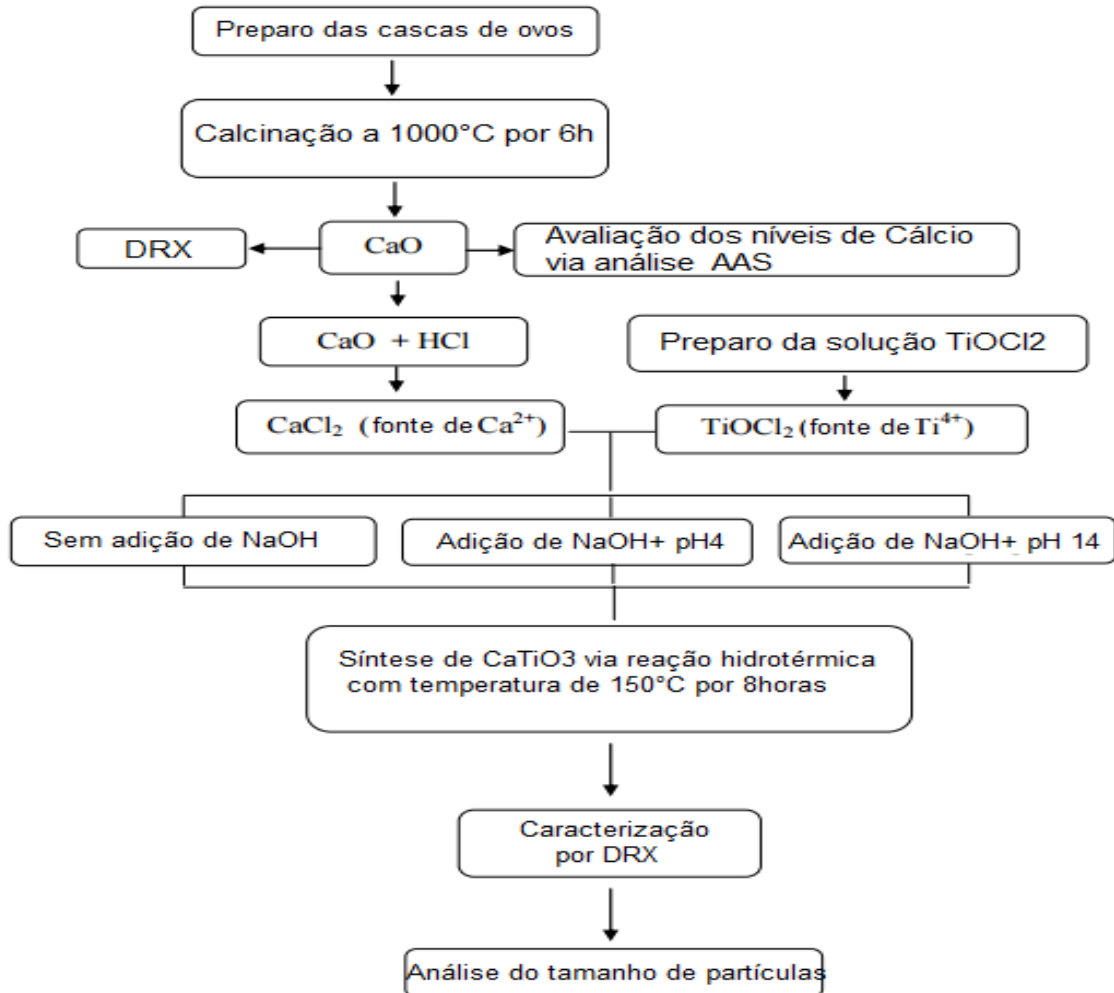 Preparo das cascas de ovos
Calcinação a 1000°C por 6h
DRX
CaO
Avaliação dos níveis de Cálcio
via análise AAS
CaO + HCl
Preparo da solução TiOCl2
CaCl₂ (fonte de Ca²⁺)
TiOCl₂ (fonte de Ti⁴⁺)
Sem adição de NaOH
Adição de NaOH+ pH4
Adição de NaOH+ pH 14
Síntese de CaTiO3 via reação hidrotérmica
com temperatura de 150°C por 8horas
Caracterização
por DRX
Análise do tamanho de partículas